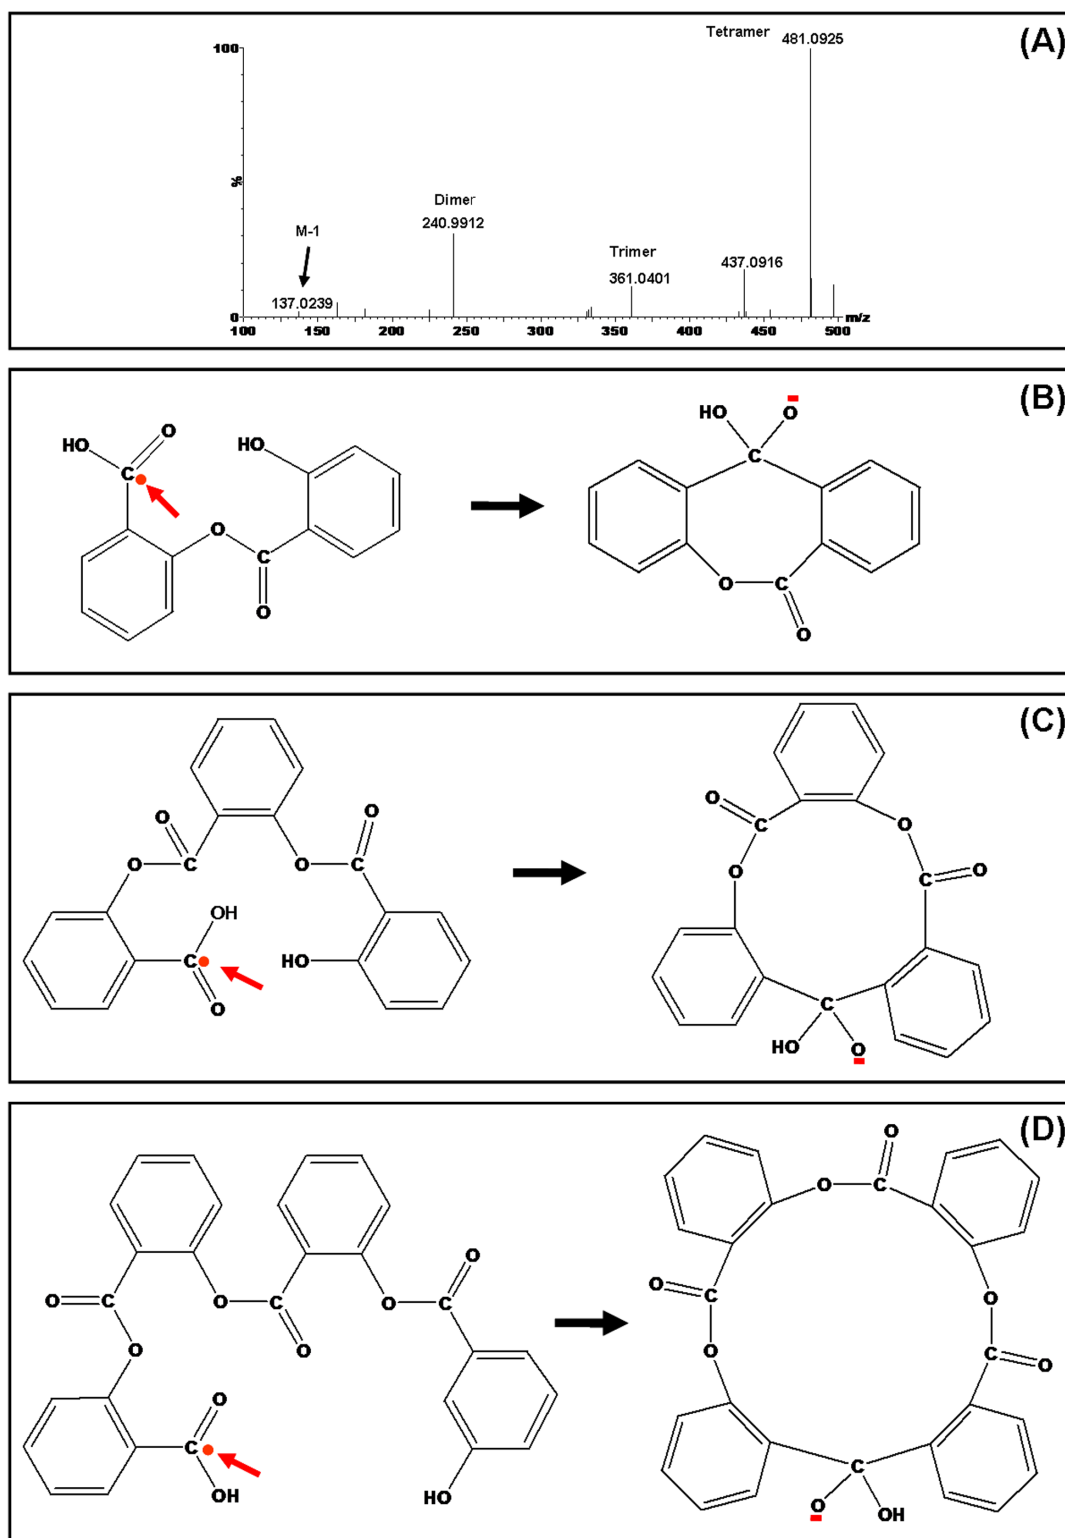 (A)
Tetramer 481.0925
100
%
Dimer
240.9912
M-1
Trimer
137.0239
361.0401
437.0916
0
m/z
100 150 200 250 300 350 400 450 500
(B)
HO O HO
C
O C
O
HO O
C
O C
O
(C)
O O
O C O C
OH
C HO
O
O C O
O C O
C
HO O
(D)
O C O C O C
O O
O
O
C
OH HO
O
O C
O C
O
O C O
C
O OH